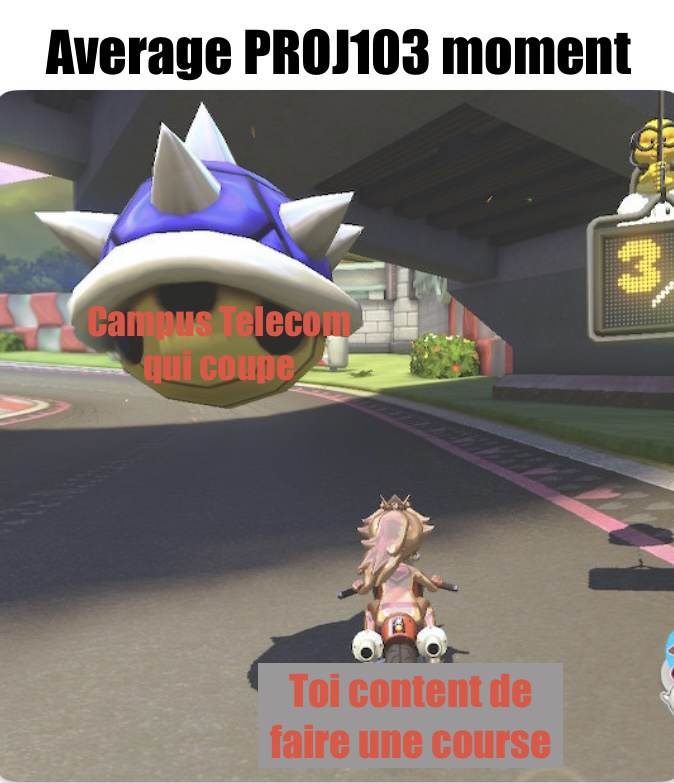 Average PROJ103 moment
3/
Campus Telecom
qui coupe
Toi content de
faire une course